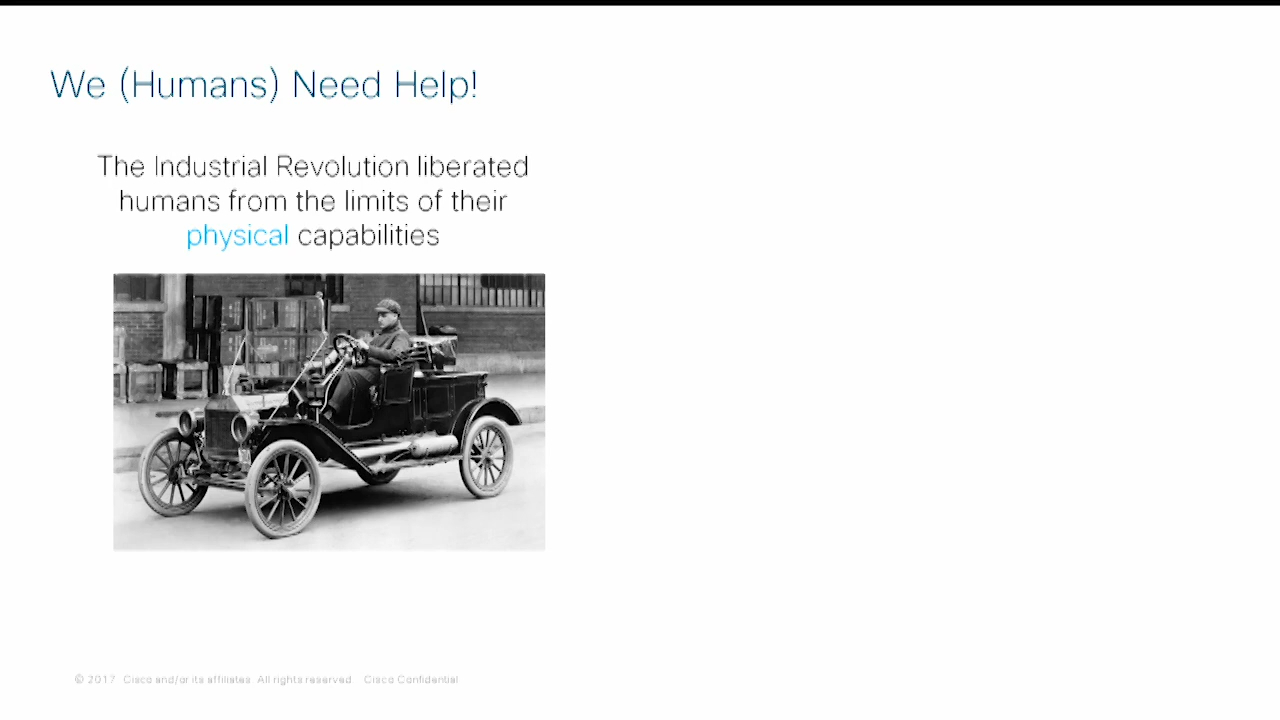 We (Humans) Need Help!
The Industrial Revolution liberated
humans from the limits of their
physical capabilities
© 2017 Cisco and/or its affiliates. All rights reserved. Cisco Confidential